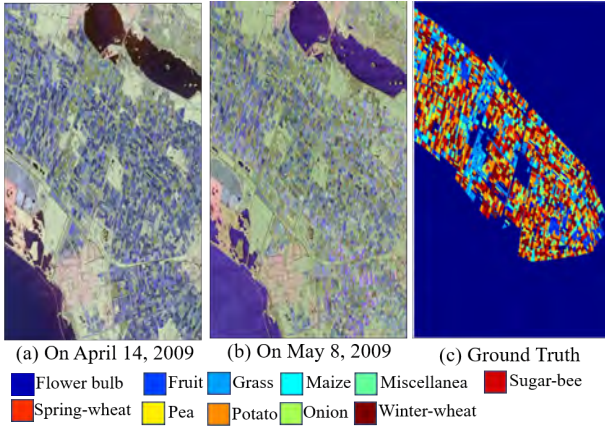 (a) On April 14, 2009 (b) On May 8, 2009 (c) Ground Truth
Flower bulb Fruit Grass Maize Miscellanea Sugar-bee
Spring-wheat Pea Potato Onion Winter-wheat